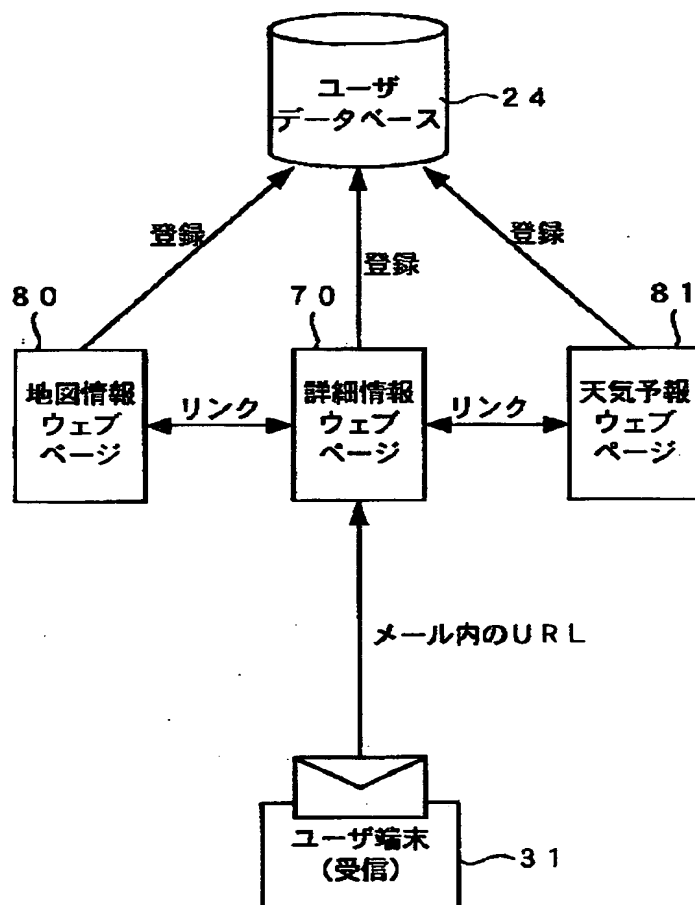 ユーザ
データベース
２４
登録
登録
登録
８０
７０
８１
地図情報
ウェブ
ページ
リンク
詳細情報
ウェブ
ページ
リンク
天気予報
ウェブ
ページ
メール内のＵＲＬ
ユーザ端末
（受信）
３１